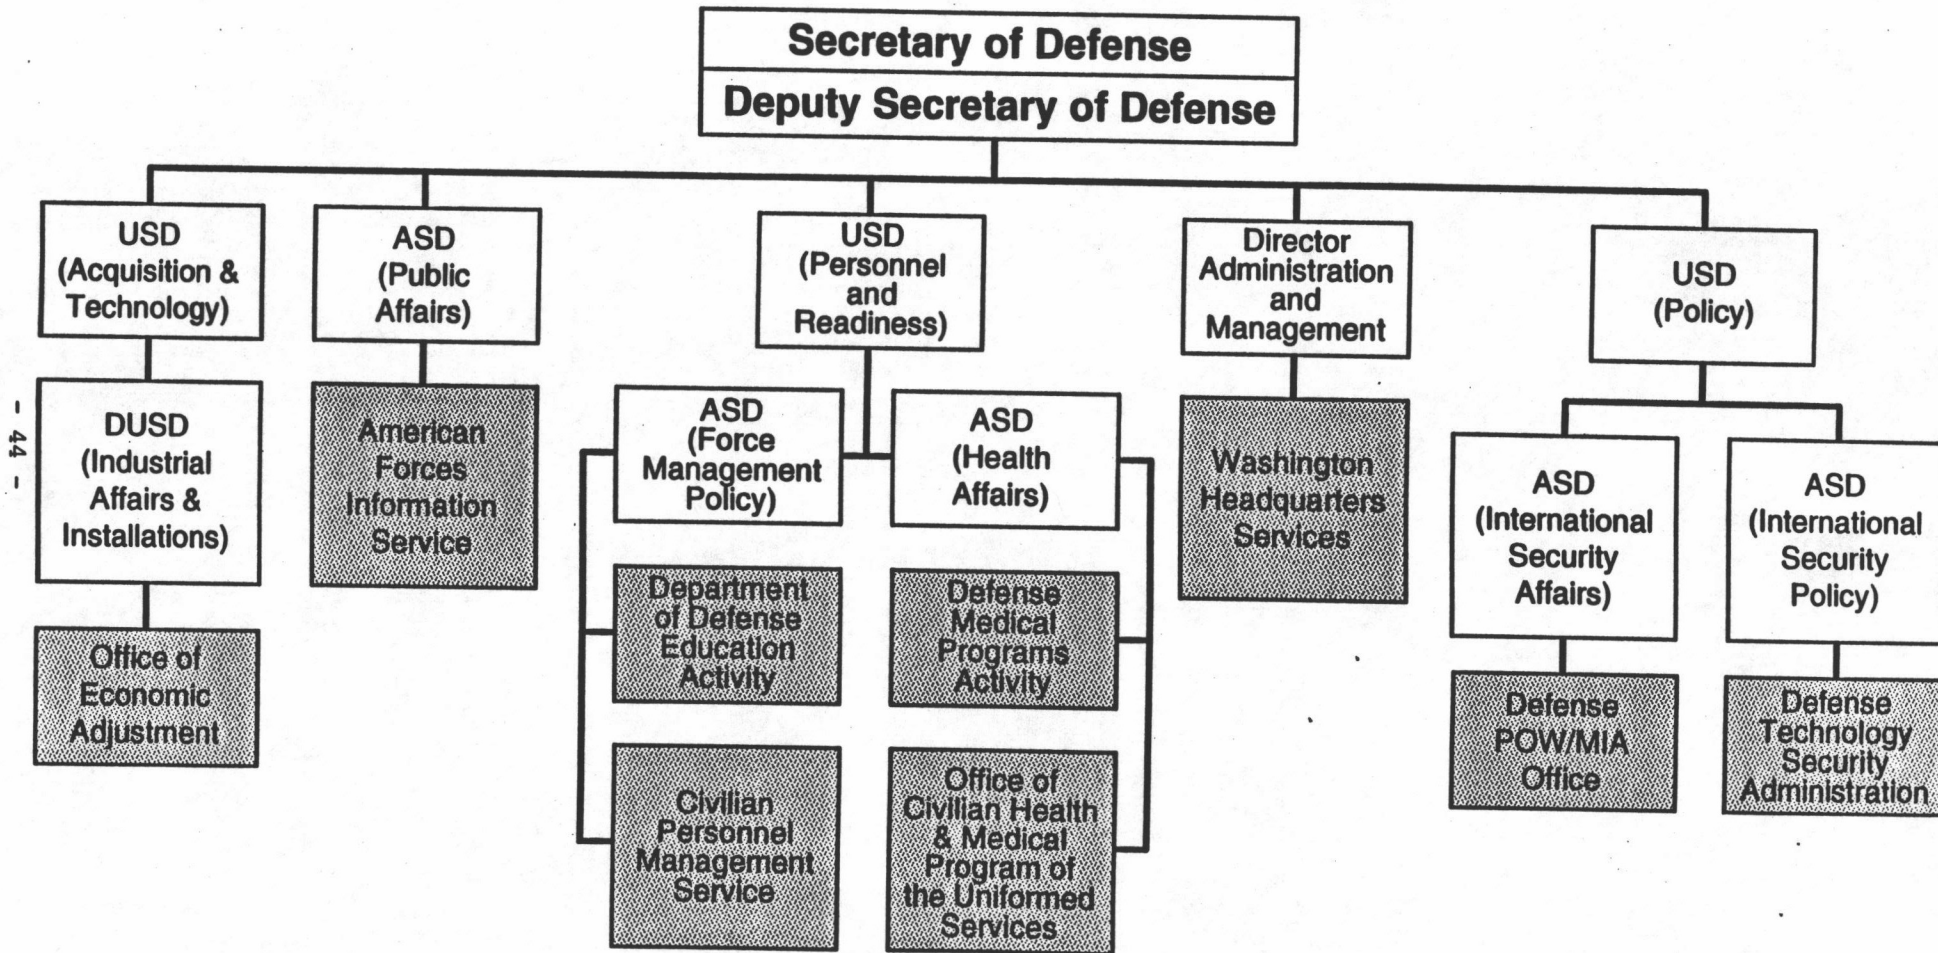 Secretary of Defense
Deputy Secretary of Defense
USD
(Acquisition &
Technology)
ASD
(Public
Affairs)
USD
(Personnel
and
Readiness)
Director
Administration
and
Management
USD
(Policy)
DUSD
(Industrial
Affairs &
Installations)
American
Forces
Information
Service
ASD
(Force
Management
Policy)
ASD
(Health
Affairs)
Washington
Headquarters
Services
ASD
(International
Security
Affairs)
ASD
(International
Security
Policy)
Office of
Economic
Adjustment
Department
of Defense
Education
Activity
Defense
Medical
Programs
Activity
Defense
POW/MIA
Office
Defense
Technology
Security
Administration
Civilian
Personnel
Management
Service
Office of
Civilian Health
& Medical
Program of
the Uniformed
Services
- 44 -